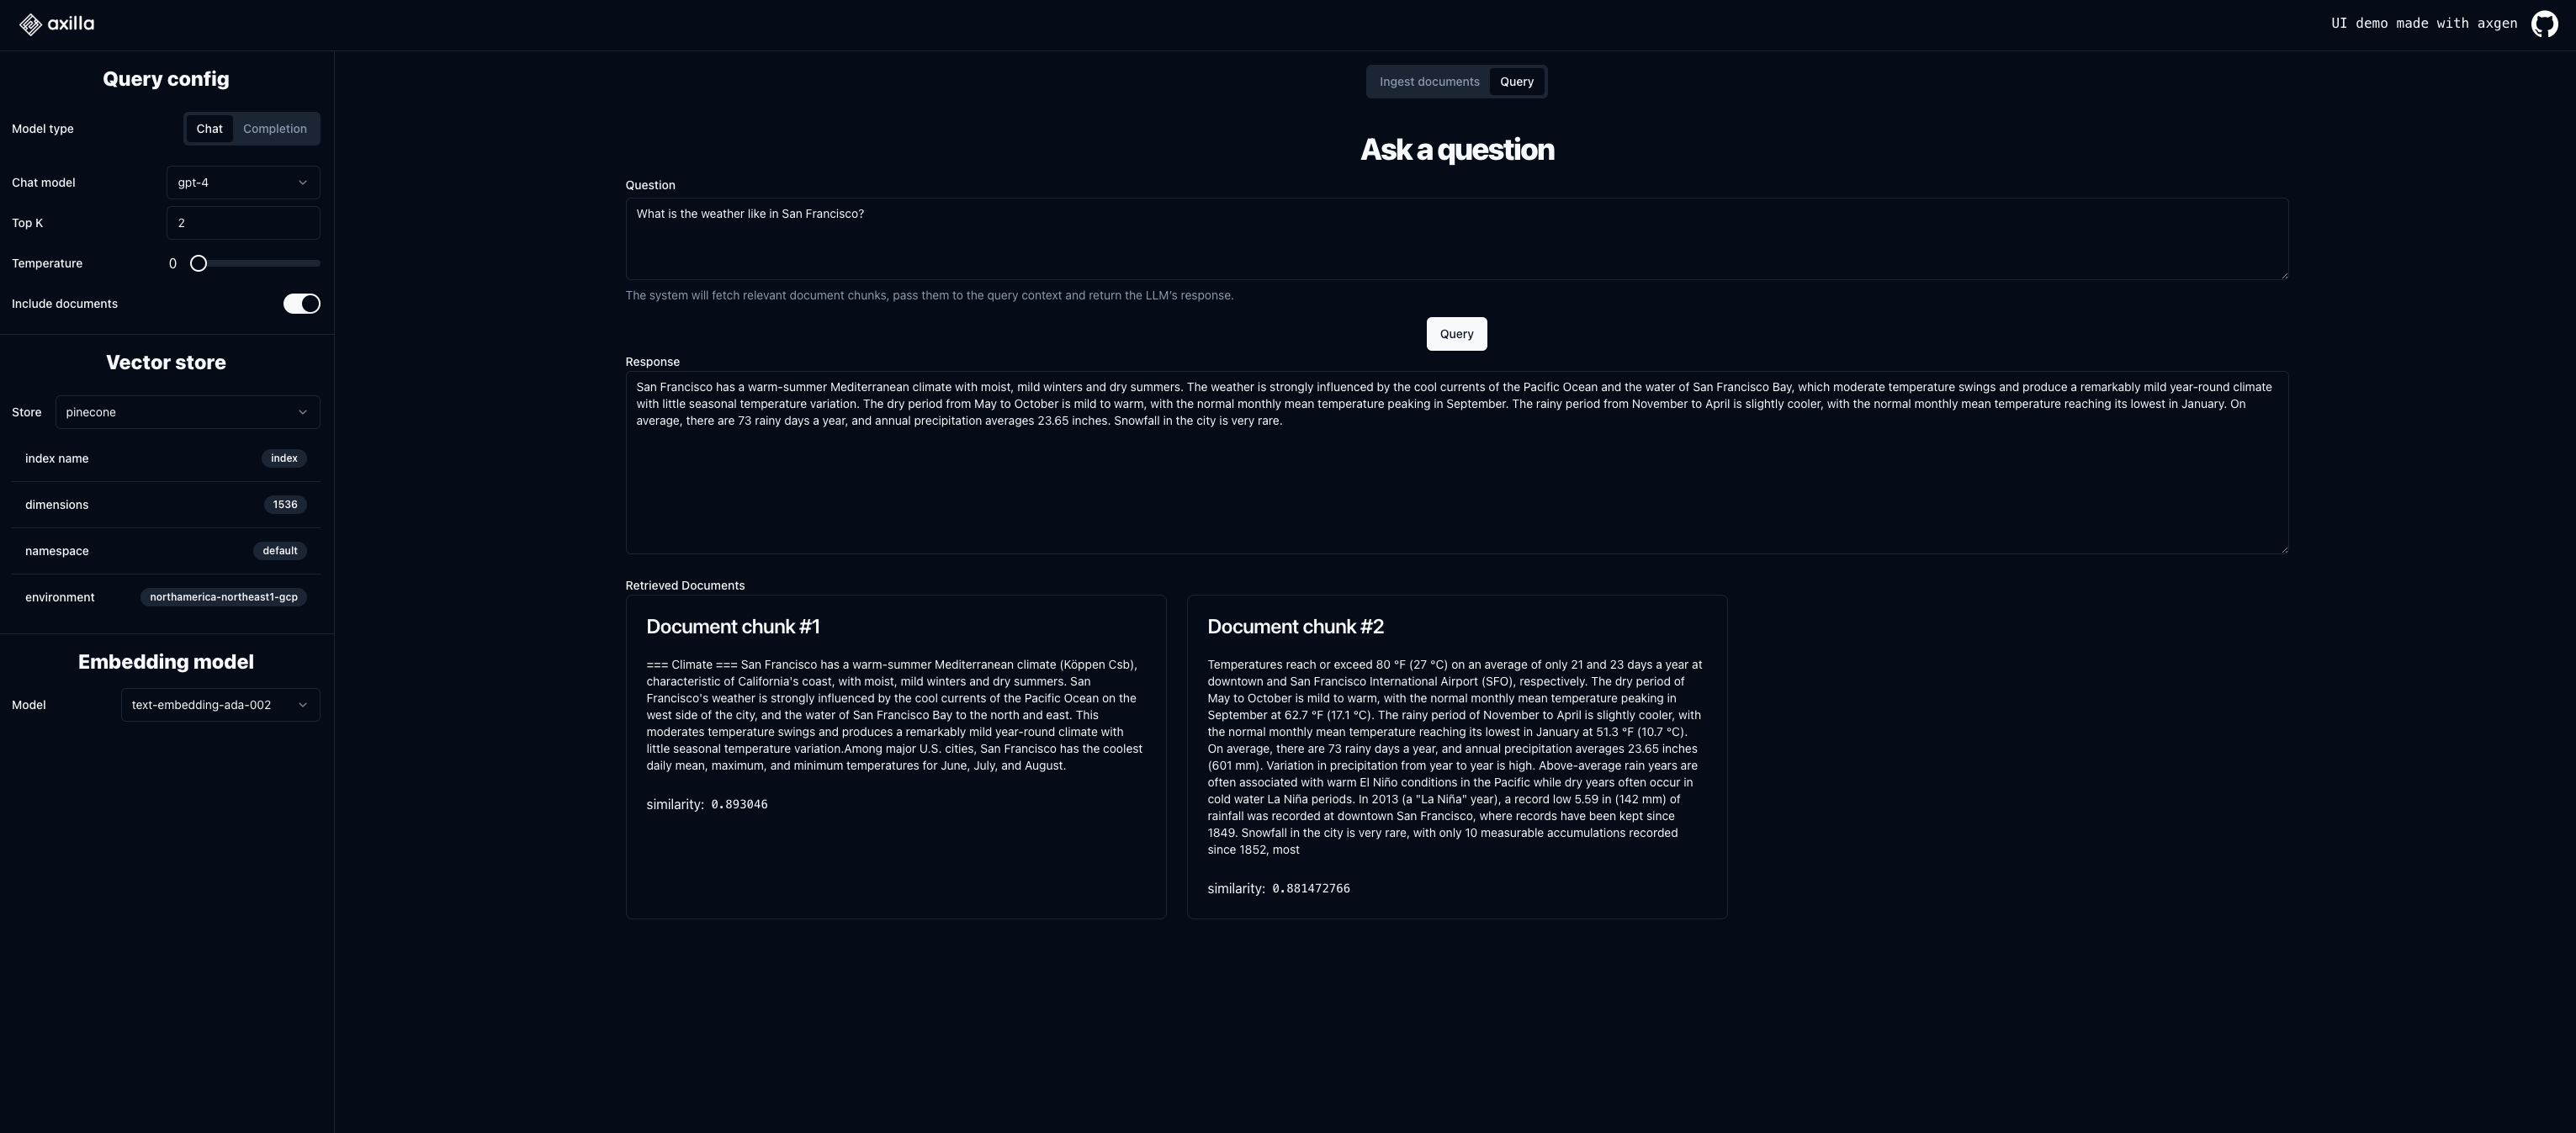 axilla
UI demo made with axgen
Query config
Model type
Chat
Completion
Chat model
gpt-4
Top K
2
Temperature
0
Include documents
Vector store
Store
pinecone
index name
index
dimensions
1536
namespace
default
environment
northamerica-northeast1-gcp
Embedding model
Model
text-embedding-ada-002
Ingest documents
Query
Ask a question
Question
What is the weather like in San Francisco?
The system will fetch relevant document chunks, pass them to the query context and return the LLM's response.
Query
Response
San Francisco has a warm-summer Mediterranean climate with moist, mild winters and dry summers. The weather is strongly influenced by the cool currents of the Pacific Ocean and the water of San Francisco Bay, which moderate temperature swings and produce a remarkably mild year-round climate
with little seasonal temperature variation. The dry period from May to October is mild to warm, with the normal monthly mean temperature peaking in September. The rainy period from November to April is slightly cooler, with the normal monthly mean temperature reaching its lowest in January. On
average, there are 73 rainy days a year, and annual precipitation averages 23.65 inches. Snowfall in the city is very rare.
Retrieved Documents
Document chunk #1
=== Climate === San Francisco has a warm-summer Mediterranean climate (Köppen Csb),
characteristic of California's coast, with moist, mild winters and dry summers. San
Francisco's weather is strongly influenced by the cool currents of the Pacific Ocean on the
west side of the city, and the water of San Francisco Bay to the north and east. This
moderates temperature swings and produces a remarkably mild year-round climate with
little seasonal temperature variation.Among major U.S. cities, San Francisco has the coolest
daily mean, maximum, and minimum temperatures for June, July, and August.
similarity: 0.893046
Document chunk #2
Temperatures reach or exceed 80 °F (27 °C) on an average of only 21 and 23 days a year at
downtown and San Francisco International Airport (SFO), respectively. The dry period of
May to October is mild to warm, with the normal monthly mean temperature peaking in
September at 62.7 °F (17.1 °C). The rainy period of November to April is slightly cooler, with
the normal monthly mean temperature reaching its lowest in January at 51.3 °F (10.7 °C).
On average, there are 73 rainy days a year, and annual precipitation averages 23.65 inches
(601 mm). Variation in precipitation from year to year is high. Above-average rain years are
often associated with warm El Niño conditions in the Pacific while dry years often occur in
cold water La Niña periods. In 2013 (a "La Niña" year), a record low 5.59 in (142 mm) of
rainfall was recorded at downtown San Francisco, where records have been kept since
1849. Snowfall in the city is very rare, with only 10 measurable accumulations recorded
since 1852, most
similarity: 0.881472766